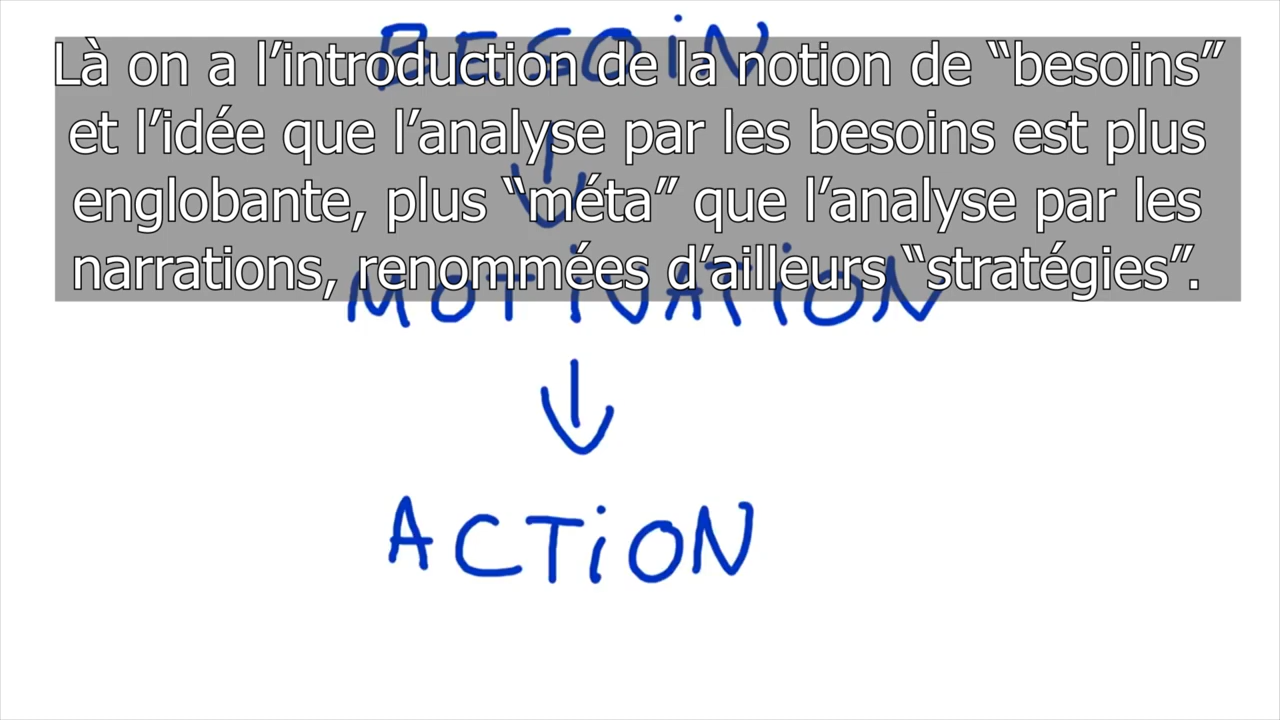 BESOiN
Là on a l’introduction de la notion de “besoins”
et l’idée que l’analyse par les besoins est plus
englobante, plus “méta” que l’analyse par les
narrations, renommées d’ailleurs “stratégies”.
MOTiVATiON
ACTiON